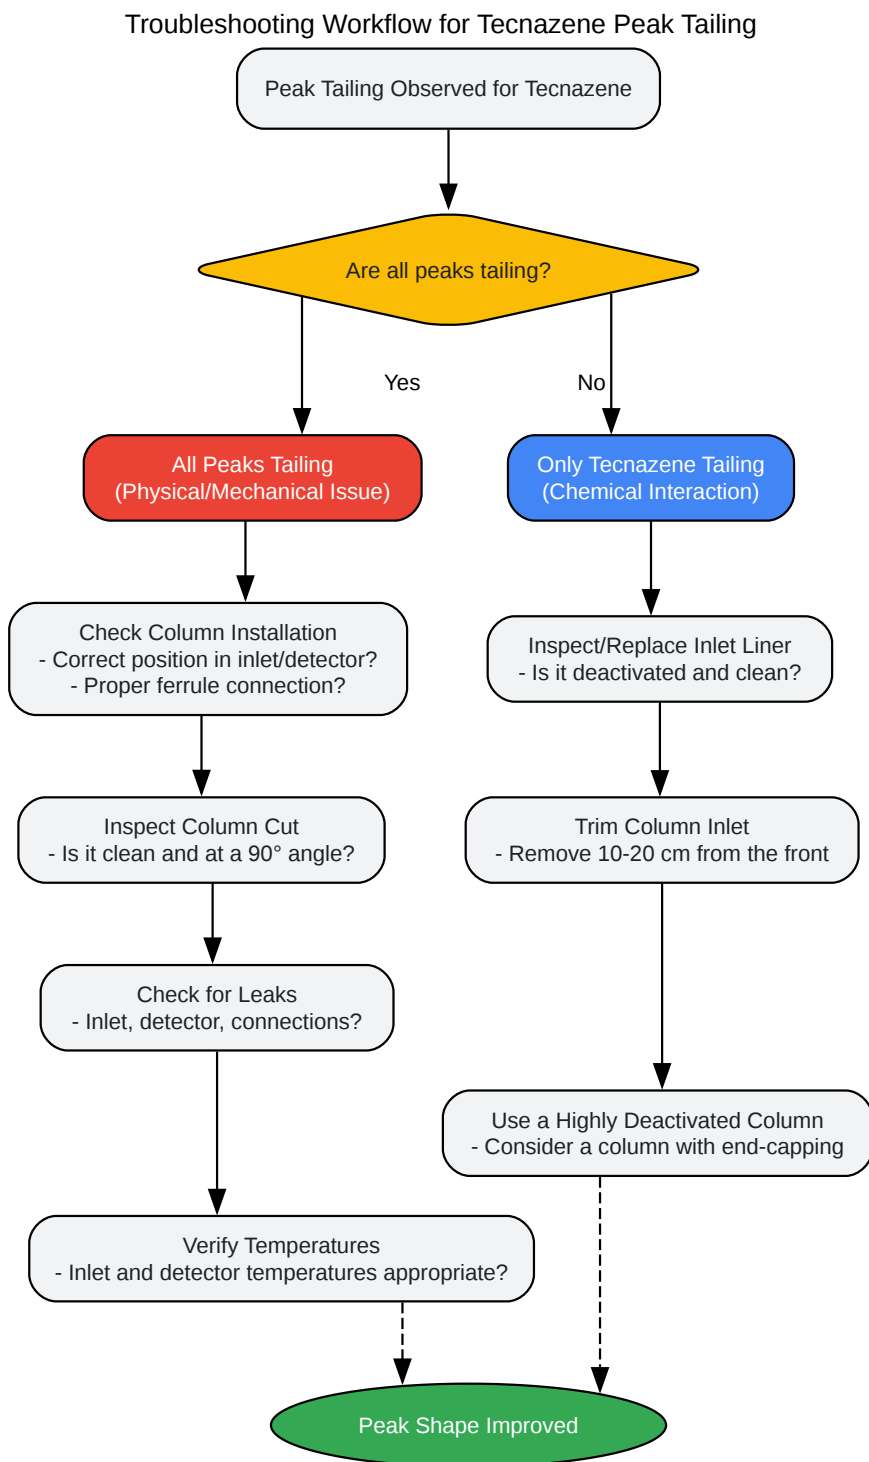 Troubleshooting Workflow for Tecnazene Peak Tailing
Peak Tailing Observed for Tecnazene
Are all peaks tailing?
Yes
No
All Peaks Tailing
(Physical/Mechanical Issue)
Only Tecnazene Tailing
(Chemical Interaction)
Check Column Installation
- Correct position in inlet/detector?
- Proper ferrule connection?
Inspect/Replace Inlet Liner
- Is it deactivated and clean?
Inspect Column Cut
- Is it clean and at a 90° angle?
Trim Column Inlet
- Remove 10-20 cm from the front
Check for Leaks
- Inlet, detector, connections?
Use a Highly Deactivated Column
- Consider a column with end-capping
Verify Temperatures
- Inlet and detector temperatures appropriate?
Peak Shape Improved